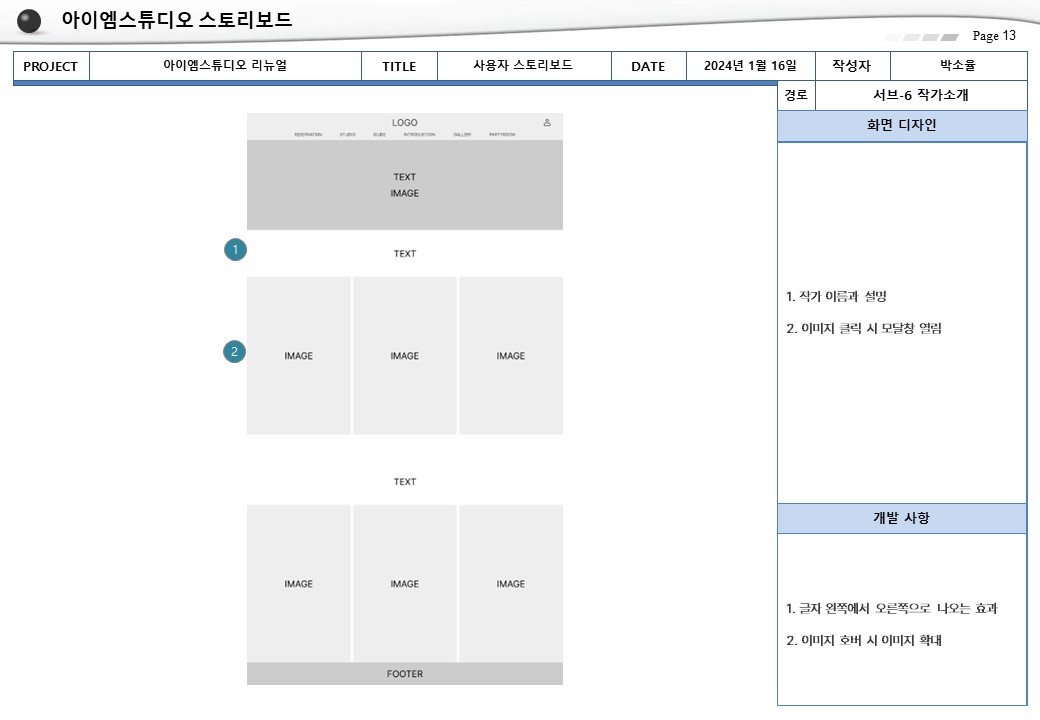 아이엠스튜디오 스토리보드
Page 13
PROJECT 아이엠스튜디오 리뉴얼 TITLE 사용자 스토리보드 DATE 2024년 1월 16일 작성자 박소율
경로 서브-6 작가소개
화면 디자인
LOGO
RESERVATION STUDIO GUIDE INTRODUCTION GALLERY PARTYROOM
TEXT
IMAGE
1
TEXT
2
IMAGE IMAGE IMAGE
TEXT
IMAGE IMAGE IMAGE
FOOTER
1. 작가 이름과 설명
2. 이미지 클릭 시 모달창 열림
개발 사항
1. 글자 왼쪽에서 오른쪽으로 나오는 효과
2. 이미지 호버 시 이미지 확대